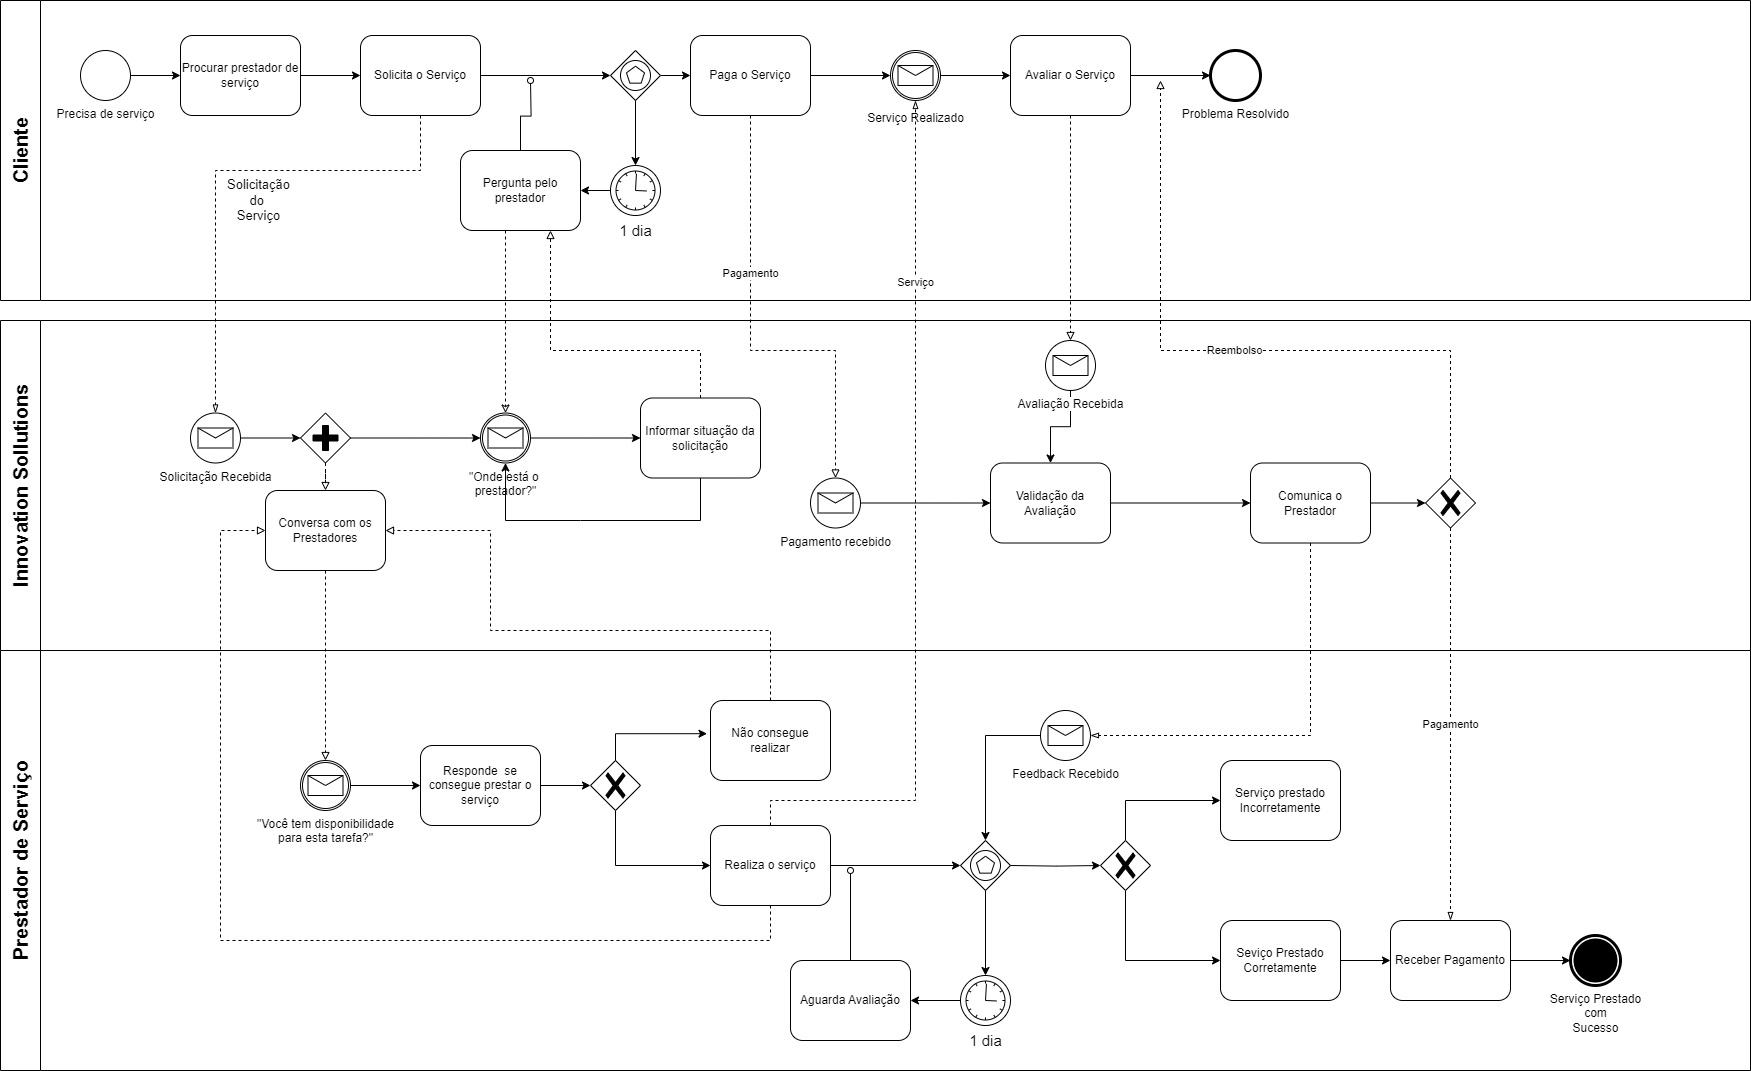 Cliente
Precisa de serviço
Procurar prestador de
serviço
Solicita o Serviço
Paga o Serviço
Serviço Realizado
Avaliar o Serviço
Problema Resolvido
Solicitação
do
Serviço
Pergunta pelo
prestador
1 dia
Pagamento
Serviço
Innovation Solutions
Reembolso
Avaliação Recebida
Solicitação Recebida
"Onde está o
prestador?"
Informar situação da
solicitação
Conversa com os
Prestadores
Pagamento recebido
Validação da
Avaliação
Comunica o
Prestador
Prestador de Serviço
Pagamento
Não consegue
realizar
Feedback Recebido
"Você tem disponibilidade
para esta tarefa?"
Responde se
consegue prestar o
serviço
Serviço prestado
Incorretamente
Realiza o serviço
Aguarda Avaliação
1 dia
Seviço Prestado
Corretamente
Receber Pagamento
Serviço Prestado
com
Sucesso